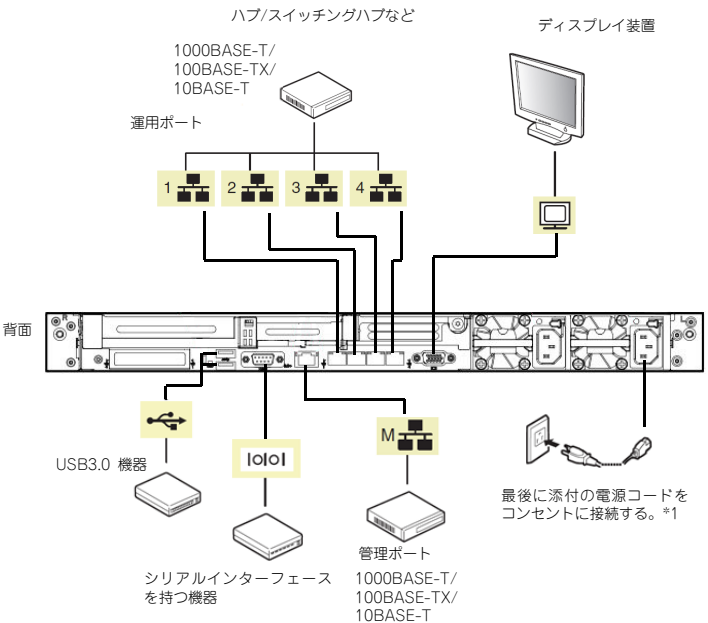 ハブ/スイッチングハブなど
1000BASE-T/
100BASE-TX/
10BASE-T
運用ポート
ディスプレイ装置
1
2
3
4
背面
USB3.0 機器
シリアルインターフェース
を持つ機器
M
管理ポート
1000BASE-T/
100BASE-TX/
10BASE-T
最後に添付の電源コードを
コンセントに接続する。*1